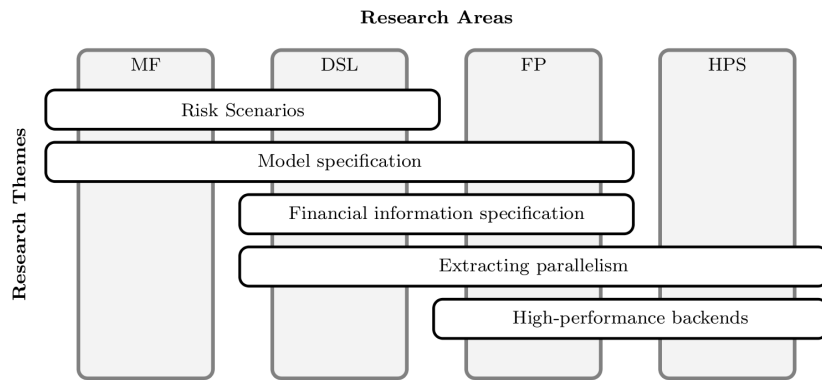 Research Areas
MF
DSL
FP
HPS
Risk Scenarios
Model specification
Financial information specification
Extracting parallelism
High-performance backends
Research Themes